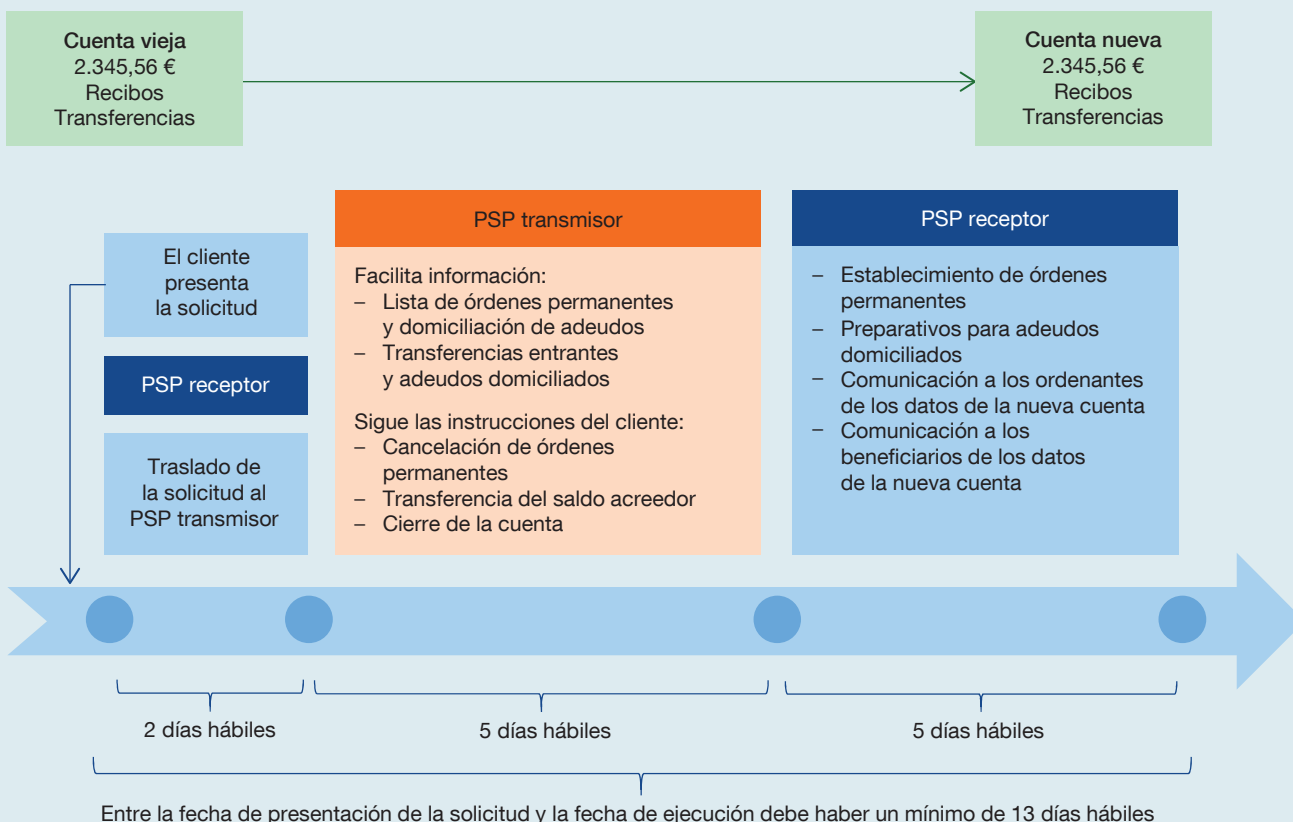 Cuenta vieja
2.345,56 €
Recibos
Transferencias
Cuenta nueva
2.345,56 €
Recibos
Transferencias
El cliente
presenta
la solicitud
PSP receptor
Traslado de
la solicitud al
PSP transmisor
PSP transmisor
Facilita información:
– Lista de órdenes permanentes
y domiciliación de adeudos
– Transferencias entrantes
y adeudos domiciliados
Sigue las instrucciones del cliente:
– Cancelación de órdenes
permanentes
– Transferencia del saldo acreedor
– Cierre de la cuenta
PSP receptor
– Establecimiento de órdenes
permanentes
– Preparativos para adeudos
domiciliados
– Comunicación a los ordenantes
de los datos de la nueva cuenta
– Comunicación a los
beneficiarios de los datos
de la nueva cuenta
2 días hábiles
5 días hábiles
5 días hábiles
Entre la fecha de presentación de la solicitud y la fecha de ejecución debe haber un mínimo de 13 días hábiles